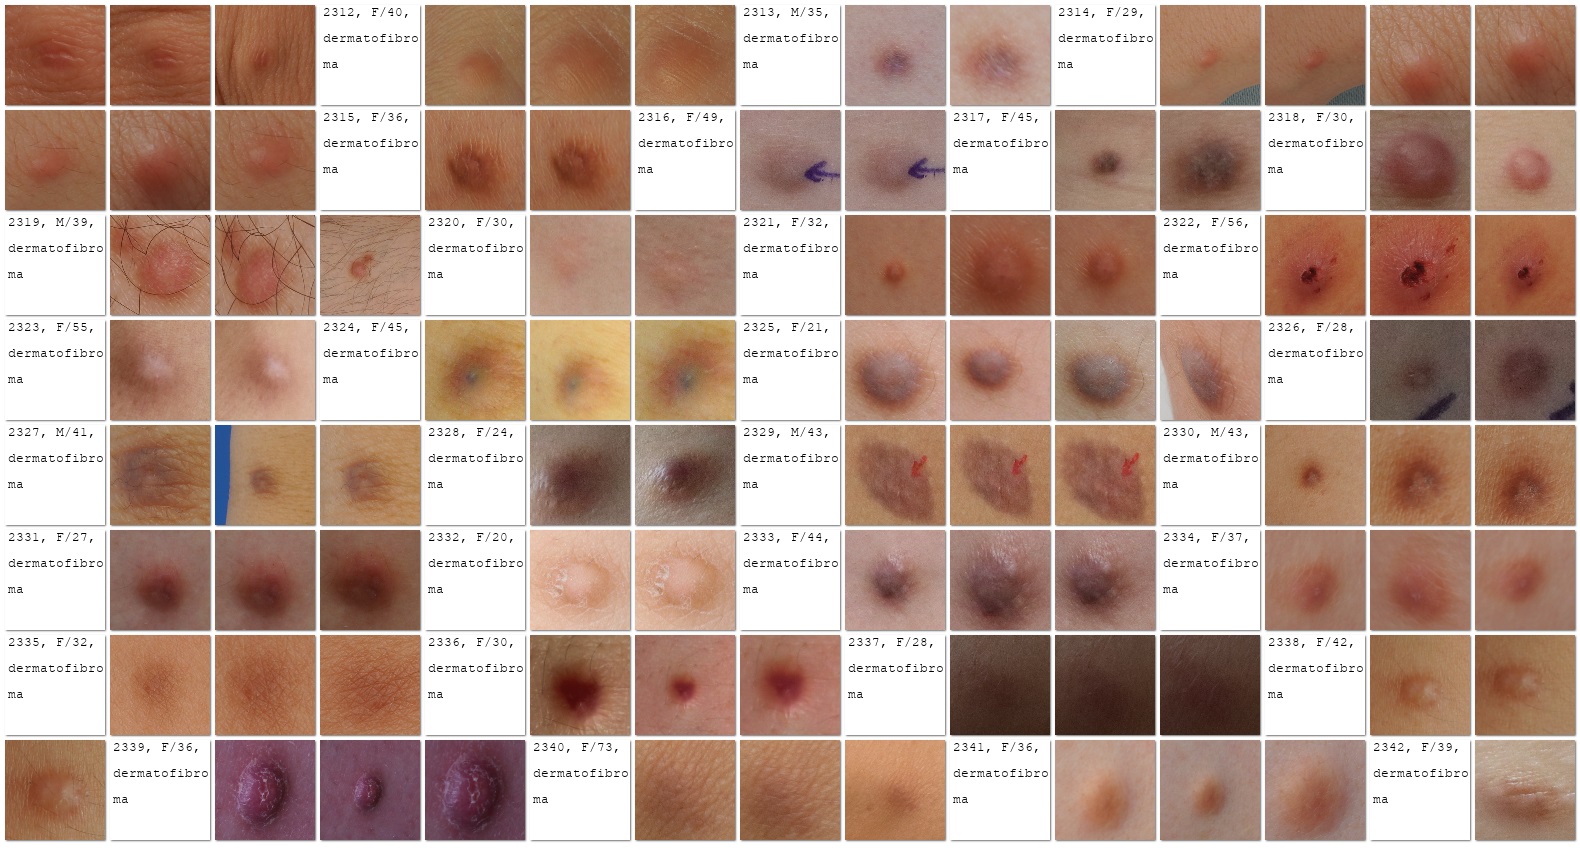 2312, F/40,
dermatofibro
ma
2313, M/35,
dermatofibro
ma
2314, F/29,
dermatofibro
ma
2315, F/36,
dermatofibro
ma
2316, F/49,
dermatofibro
ma
2317, F/45,
dermatofibro
ma
2318, F/30,
dermatofibro
ma
2319, M/39,
dermatofibro
ma
2320, F/30,
dermatofibro
ma
2321, F/32,
dermatofibro
ma
2322, F/56,
dermatofibro
ma
2323, F/55,
dermatofibro
ma
2324, F/45,
dermatofibro
ma
2325, F/21,
dermatofibro
ma
2326, F/28,
dermatofibro
ma
2327, M/41,
dermatofibro
ma
2328, F/24,
dermatofibro
ma
2329, M/43,
dermatofibro
ma
2330, M/43,
dermatofibro
ma
2331, F/27,
dermatofibro
ma
2332, F/20,
dermatofibro
ma
2333, F/44,
dermatofibro
ma
2334, F/37,
dermatofibro
ma
2335, F/32,
dermatofibro
ma
2336, F/30,
dermatofibro
ma
2337, F/28,
dermatofibro
ma
2338, F/42,
dermatofibro
ma
2339, F/36,
dermatofibro
ma
2340, F/73,
dermatofibro
ma
2341, F/36,
dermatofibro
ma
2342, F/39,
dermatofibro
ma